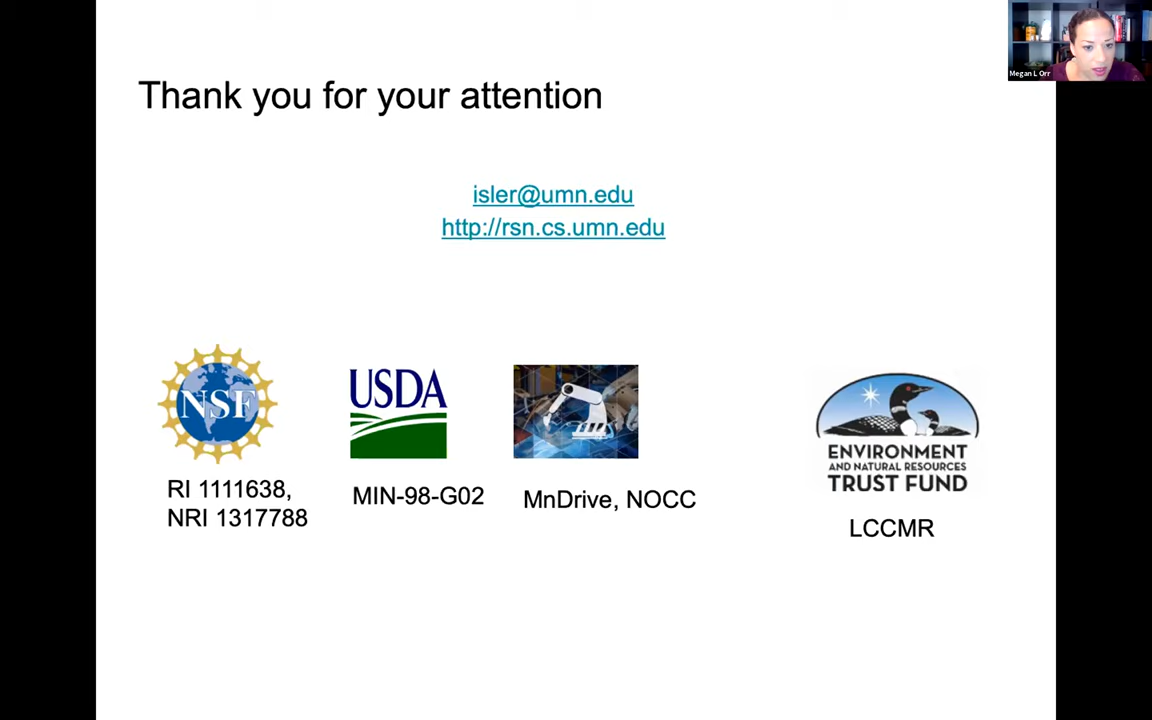 Megan L Orr
Thank you for your attention
isler@umn.edu
http://rsn.cs.umn.edu
NSF
USDA
ENVIRONMENT
AND NATURAL RESOURCES
TRUST FUND
RI 1111638,
NRI 1317788
MIN-98-G02
MnDrive, NOCC
LCCMR